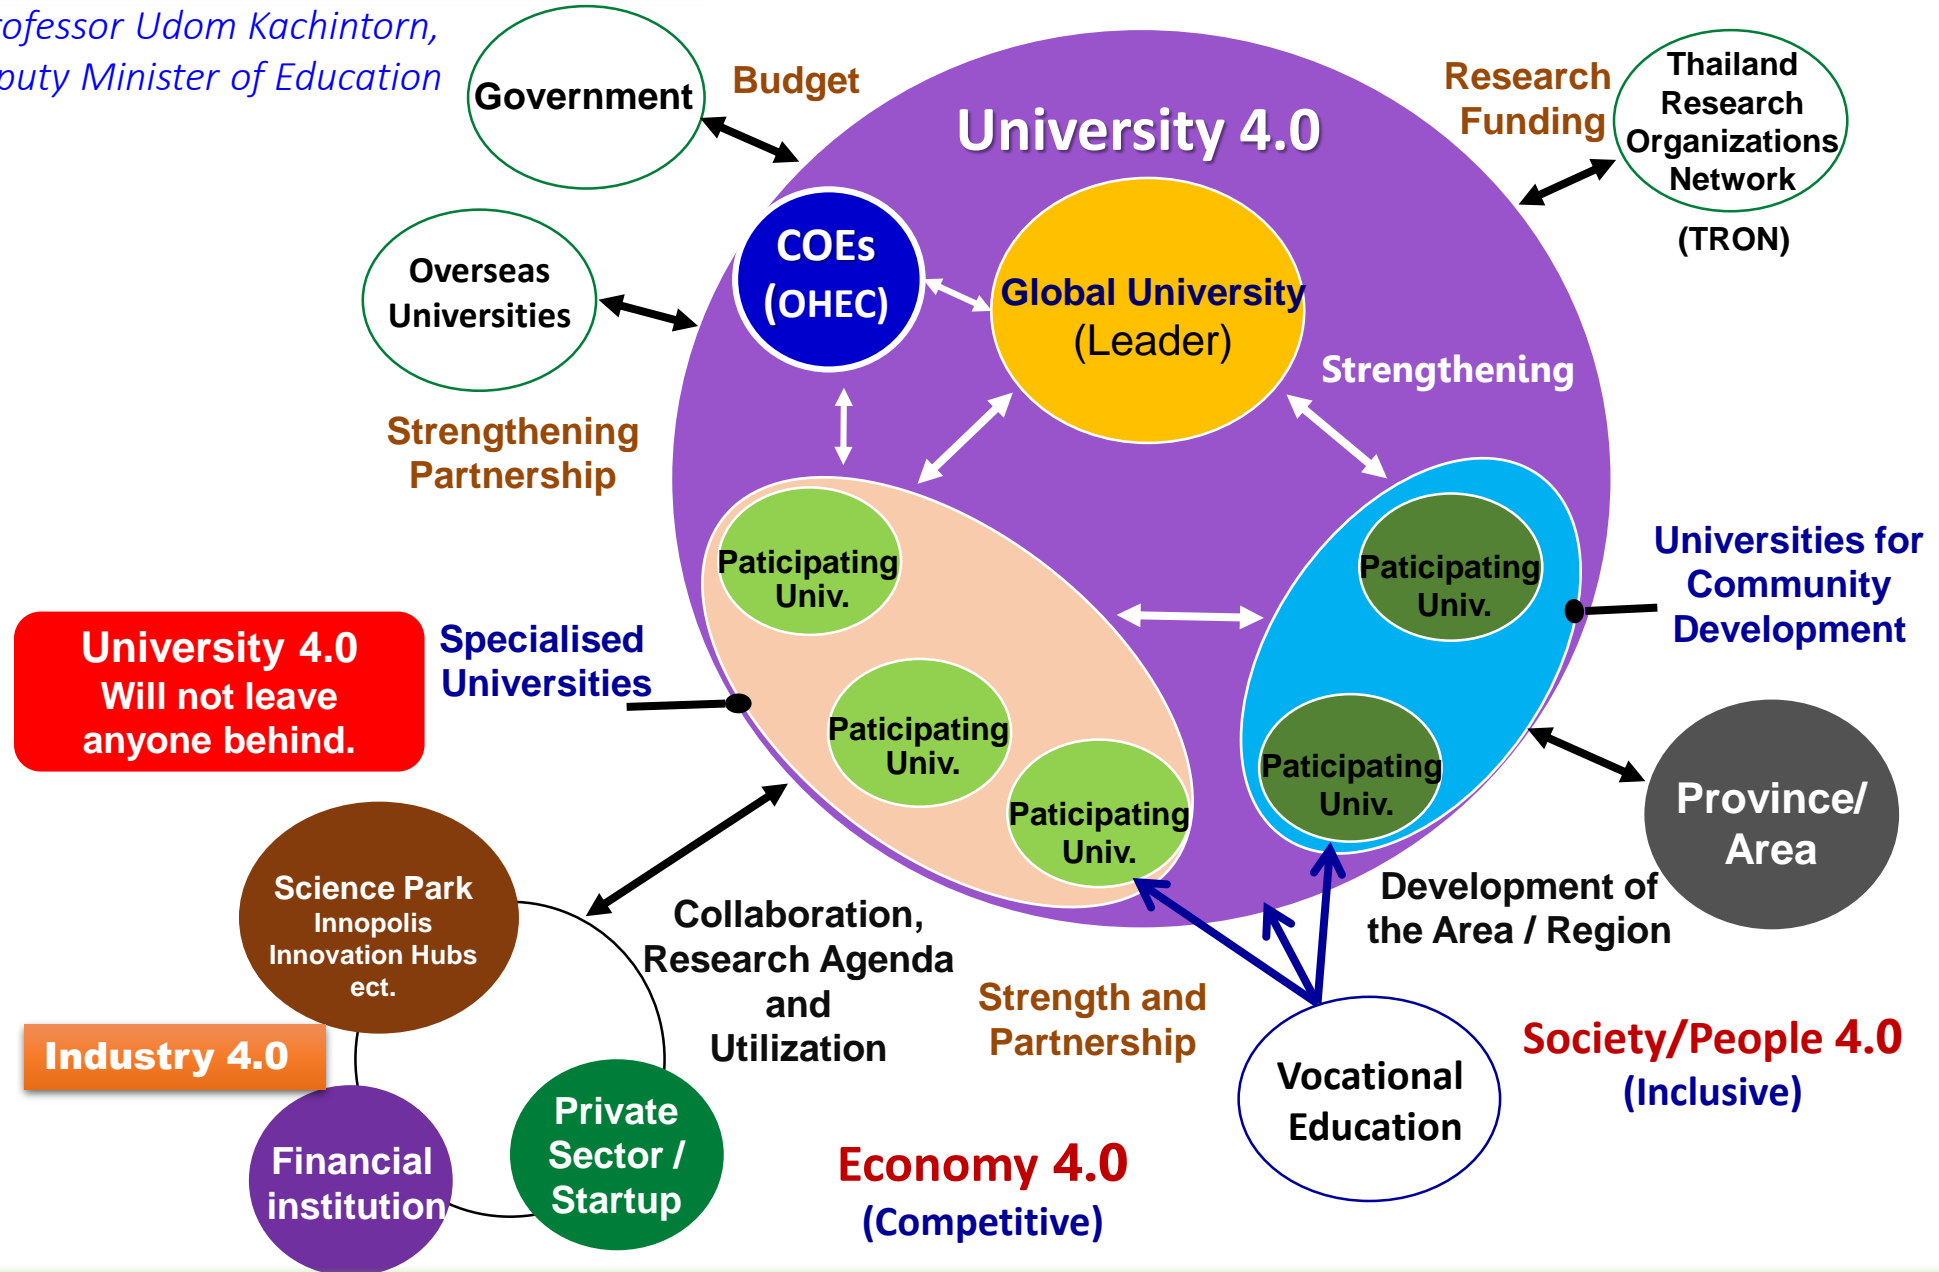 ofessor Udom Kachintorn,
puty Minister of Education
Government
Budget
University 4.0
Research
Funding
Thailand
Research
Organizations
Network
(TRON)
Overseas
Universities
COEs
(OHEC)
Global University
(Leader)
Strengthening
Strengthening
Partnership
Paticipating
Univ.
Paticipating
Univ.
Universities for
Community
Development
University 4.0
Will not leave
anyone behind.
Specialised
Universities
Paticipating
Univ.
Paticipating
Univ.
Paticipating
Univ.
Province/
Area
Science Park
Innopolis
Innovation Hubs
ect.
Collaboration,
Research Agenda
and
Utilization
Development of
the Area / Region
Strength and
Partnership
Industry 4.0
Vocational
Education
Society/People 4.0
(Inclusive)
Financial
institution
Private
Sector /
Startup
Economy 4.0
(Competitive)